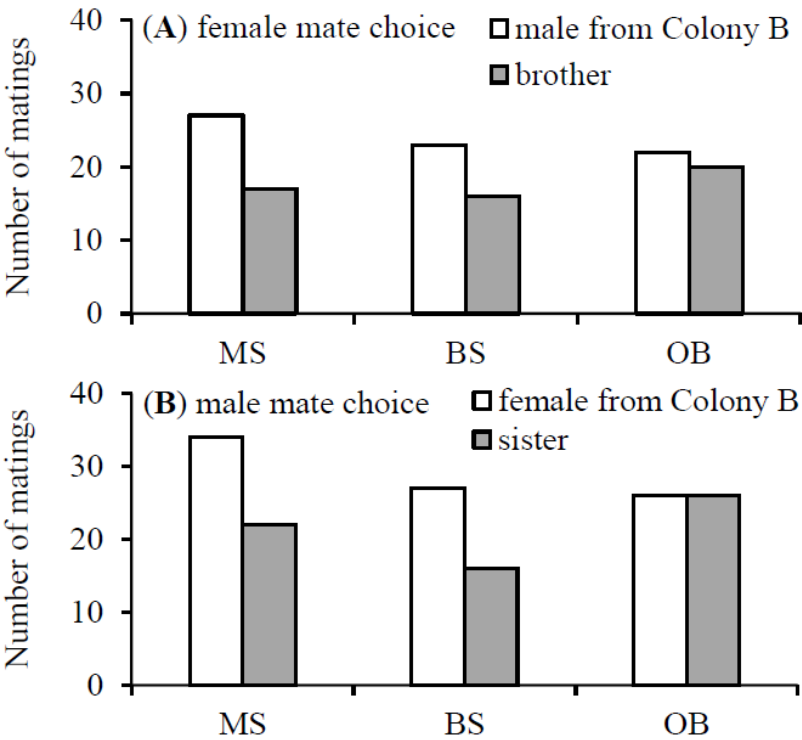 (A) female mate choice
male from Colony B
brother
Number of matings
40
30
20
10
0
MS BS OB
(B) male mate choice
female from Colony B
sister
Number of matings
40
30
20
10
0
MS BS OB